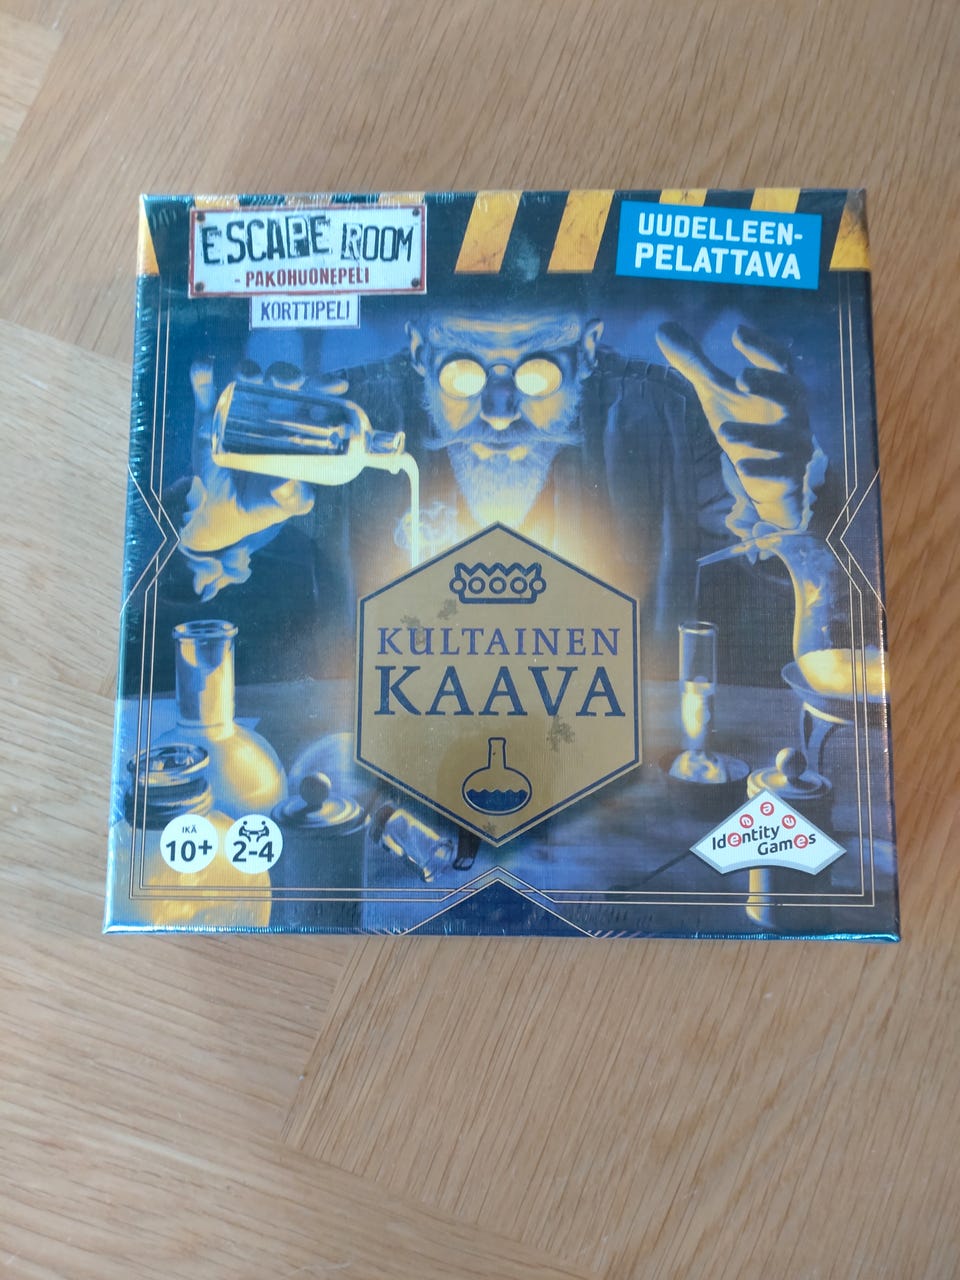 ESCAPE ROOM
- PAKOHUONEPELI
KORTTIPELI
UUDELLEEN-
PELATTAVA
KULTAINEN
KAAVA
IKÄ
10+
2-4
Identity
Games